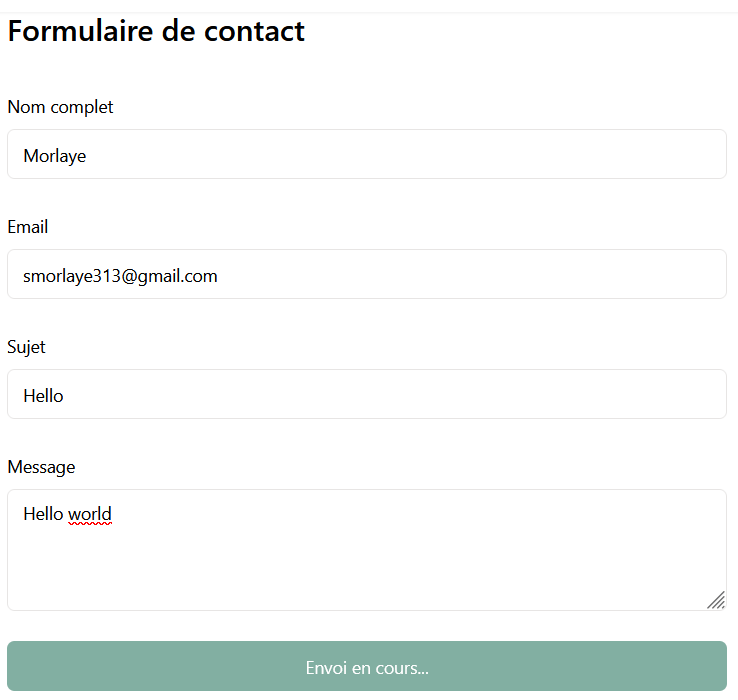 Formulaire de contact
Nom complet
Morlaye
Email
smorlaye313@gmail.com
Sujet
Hello
Message
Hello world
Envoi en cours...